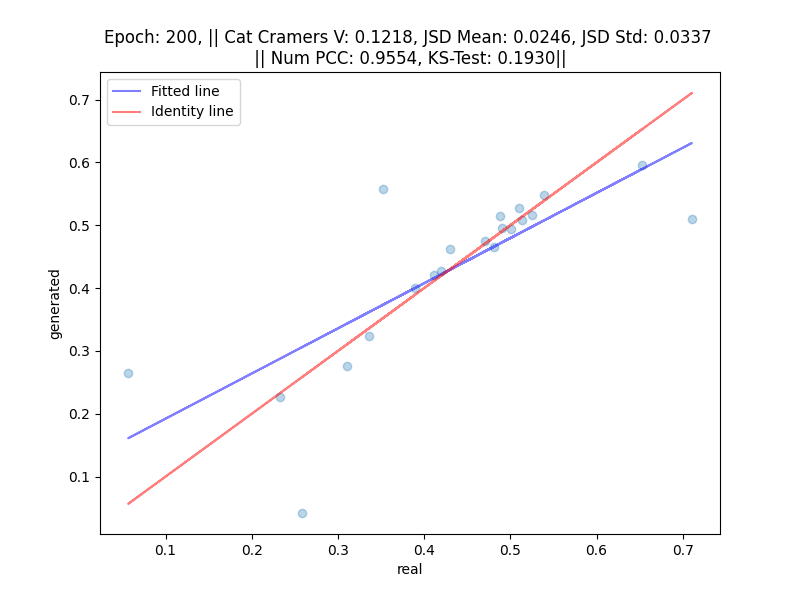 Epoch: 200, || Cat Cramers V: 0.1218, JSD Mean: 0.0246, JSD Std: 0.0337
|| Num PCC: 0.9554, KS-Test: 0.1930||
Fitted line
Identity line
0.7
0.6
0.5
0.4
0.3
0.2
0.1
generated
0.1
0.2
0.3
0.4
0.5
0.6
0.7
real